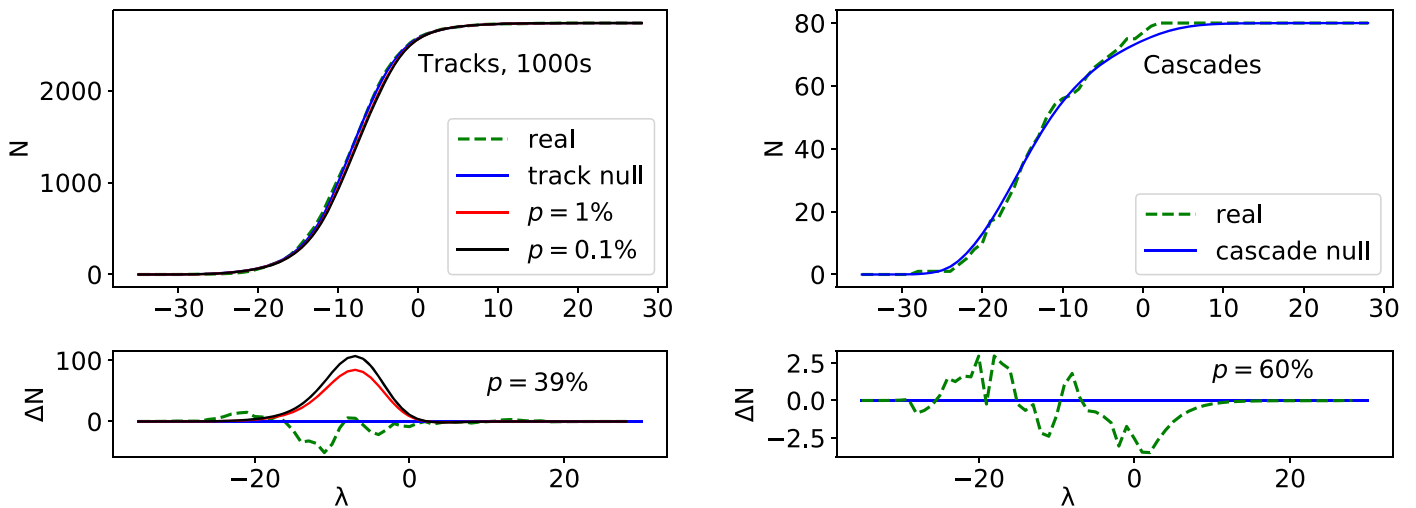 Tracks, 1000s
N
2000
1000
0
real
track null
p = 1%
p = 0.1%
−30 −20 −10 0 10 20 30
ΔN
100
0
p = 39%
−20 0 20
λ
Cascades
N
80
60
40
20
0
real
cascade null
−30 −20 −10 0 10 20 30
ΔN
2.5
0.0
−2.5
p = 60%
−20 0 20
λ